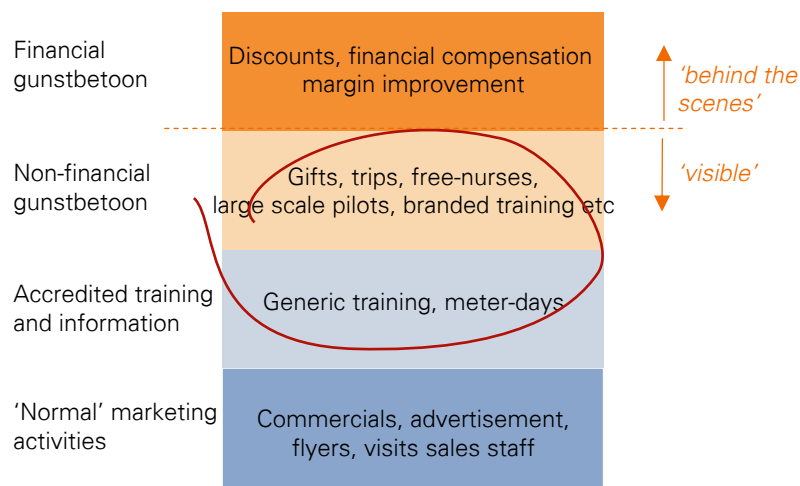 Financial
gunstbetoon
Discounts, financial compensation
margin improvement
‘behind the
scenes’
Non-financial
gunstbetoon
Gifts, trips, free-nurses,
large scale pilots, branded training etc
‘visible’
Accredited training
and information
Generic training, meter-days
‘Normal’ marketing
activities
Commercials, advertisement,
flyers, visits sales staff